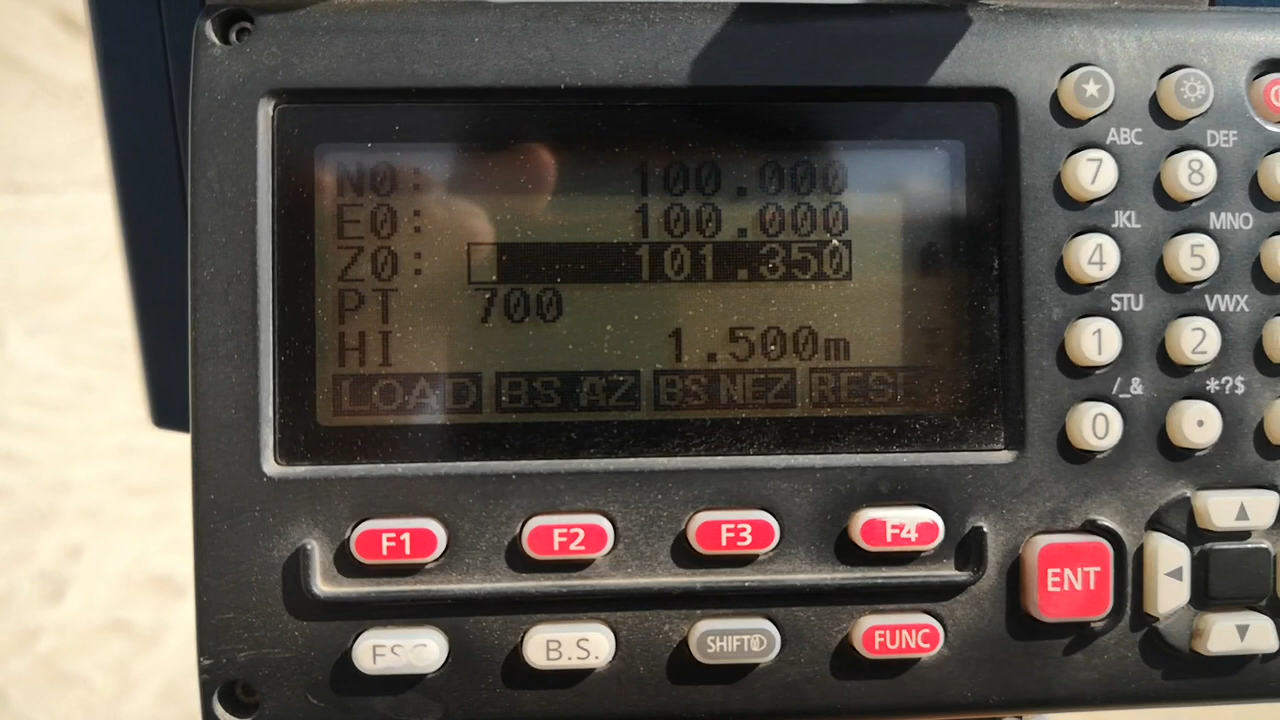 N0: 100.000
E0: 100.000
Z0: 101.350
PT 700
HI 1.500m
LOAD BS AZ BS NEZ
ABC DEF
7 8
JKL MNO
4 5
STU VWX
1 2
/_& *?$
0 .
F1 F2 F3 F4
ENT
ESC B.S. SHIFT FUNC